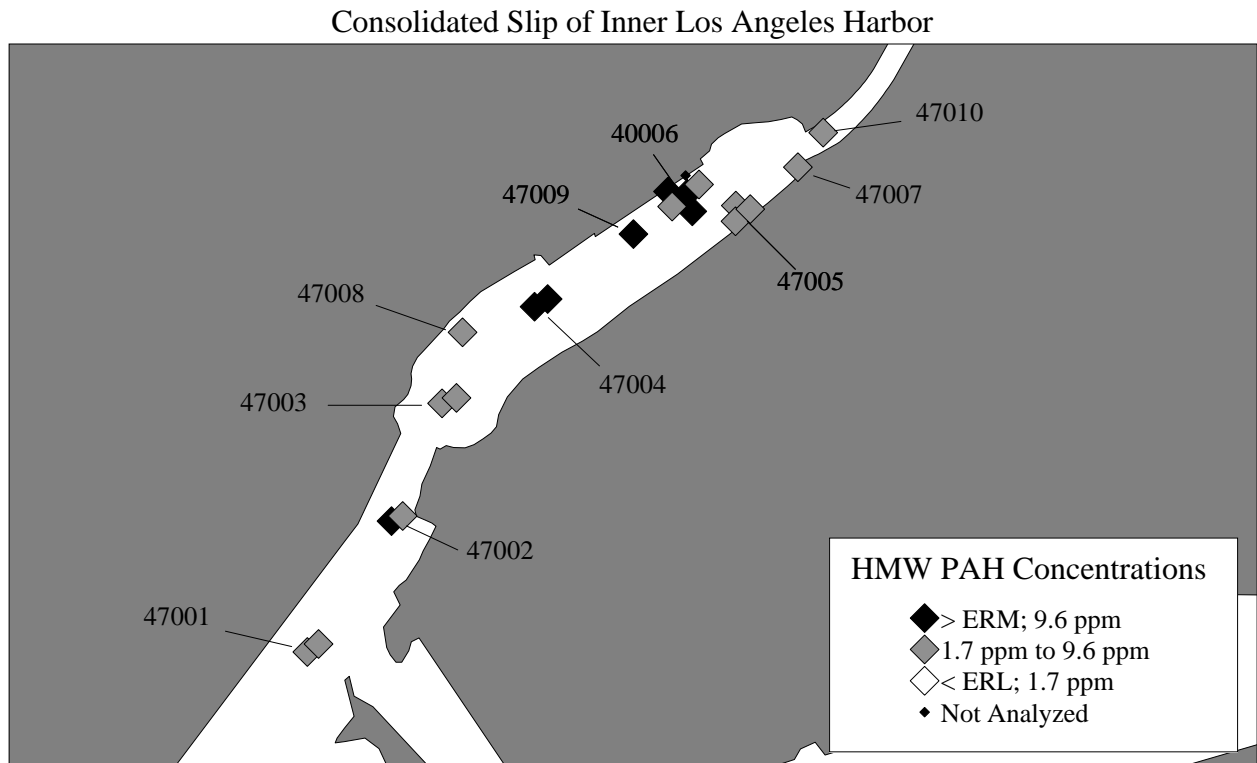 Consolidated Slip of Inner Los Angeles Harbor
47010
40006
47009
47007
47005
47008
47004
47003
47002
47001
HMW PAH Concentrations
> ERM; 9.6 ppm
1.7 ppm to 9.6 ppm
< ERL; 1.7 ppm
Not Analyzed